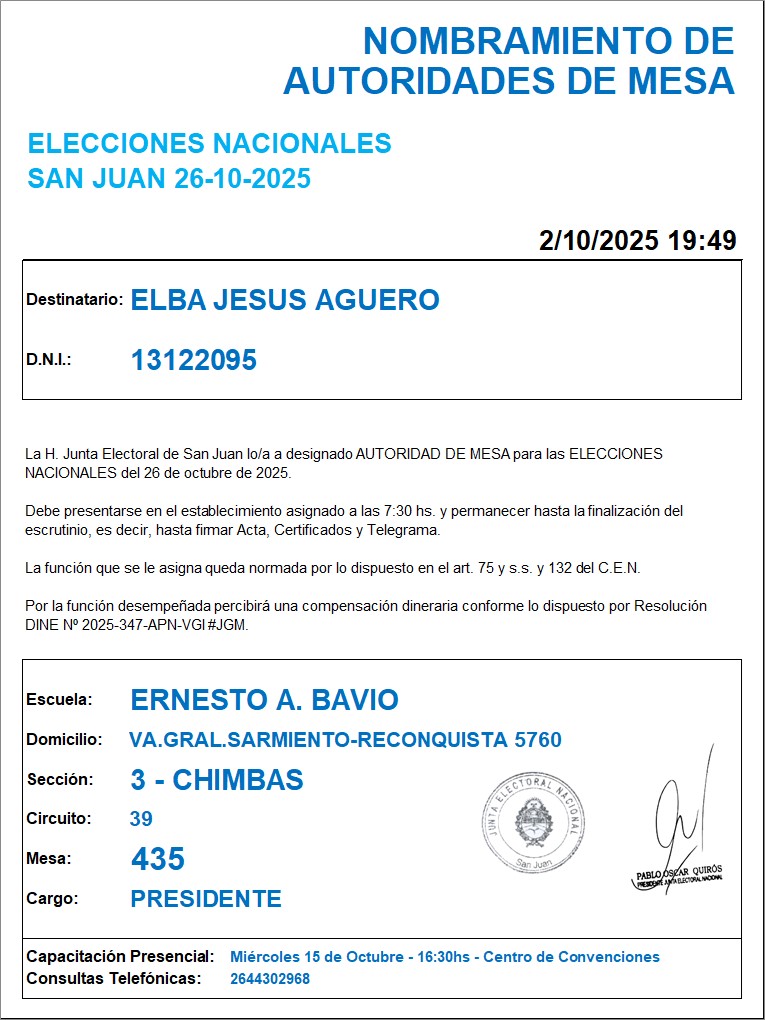 NOMBRAMIENTO DE
AUTORIDADES DE MESA
ELECCIONES NACIONALES
SAN JUAN 26-10-2025
2/10/2025 19:49
Destinatario: ELBA JESUS AGUERO
D.N.I.: 13122095
La H. Junta Electoral de San Juan lo/a a designado AUTORIDAD DE MESA para las ELECCIONES
NACIONALES del 26 de octubre de 2025.
Debe presentarse en el establecimiento asignado a las 7:30 hs. y permanecer hasta la finalización del
escrutinio, es decir, hasta firmar Acta, Certificados y Telegrama.
La función que se le asigna queda normada por lo dispuesto en el art. 75 y s.s. y 132 del C.E.N.
Por la función desempeñada percibirá una compensación dineraria conforme lo dispuesto por Resolución
DINE Nº 2025-347-APN-VGI#JGM.
Escuela: ERNESTO A. BAVIO
Domicilio: VA.GRAL.SARMIENTO-RECONQUISTA 5760
Sección: 3 - CHIMBAS
Circuito: 39
Mesa: 435
Cargo: PRESIDENTE
JUNTA ELECTORAL NACIONAL
San Juan
PABLO OSCAR QUIRÓS
PRESIDENTE JUNTA ELECTORAL NACIONAL
Capacitación Presencial: Miércoles 15 de Octubre - 16:30hs - Centro de Convenciones
Consultas Telefónicas: 2644302968